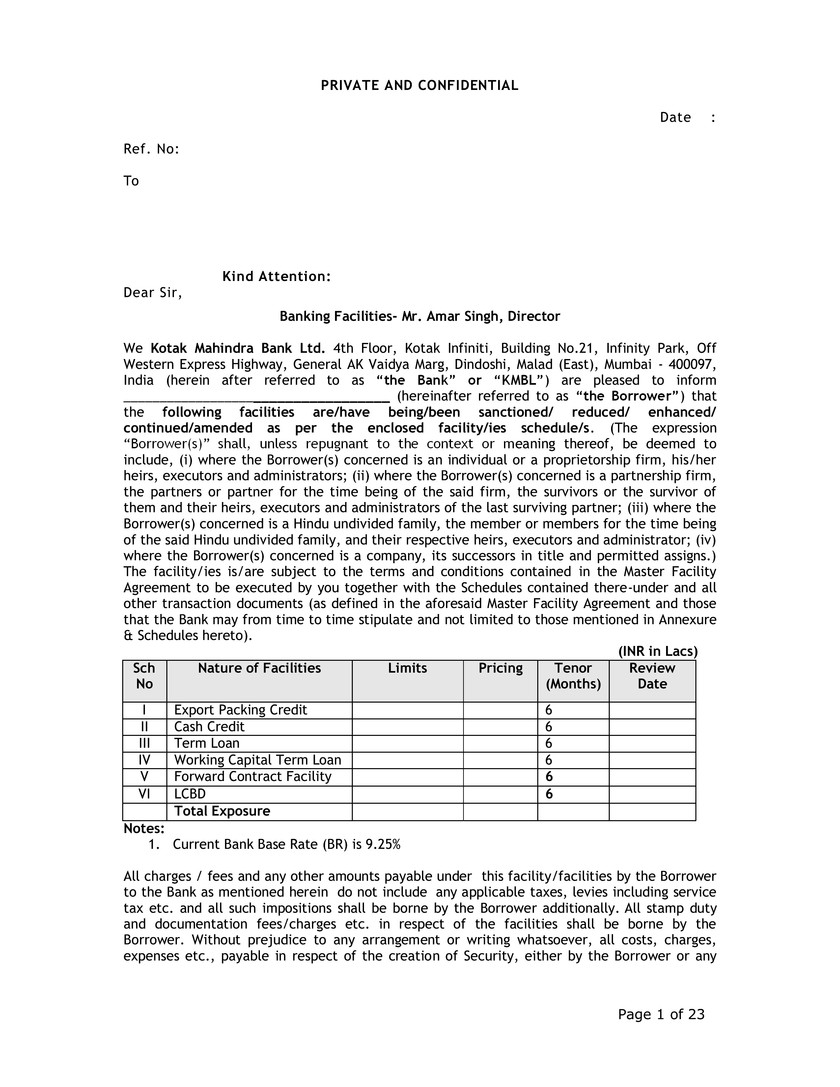 PRIVATE AND CONFIDENTIAL
Date :
Ref. No:
To
Kind Attention:
Dear Sir,
Banking Facilities- Mr. Amar Singh, Director
We Kotak Mahindra Bank Ltd. 4th Floor, Kotak Infiniti, Building No.21, Infinity Park, Off
Western Express Highway, General AK Vaidya Marg, Dindoshi, Malad (East), Mumbai - 400097,
India (herein after referred to as “the Bank” or “KMBL”) are pleased to inform
___________________________________ (hereinafter referred to as “the Borrower”) that
the following facilities are/have being/been sanctioned/ reduced/ enhanced/
continued/amended as per the enclosed facility/ies schedule/s. (The expression
“Borrower(s)” shall, unless repugnant to the context or meaning thereof, be deemed to
include, (i) where the Borrower(s) concerned is an individual or a proprietorship firm, his/her
heirs, executors and administrators; (ii) where the Borrower(s) concerned is a partnership firm,
the partners or partner for the time being of the said firm, the survivors or the survivor of
them and their heirs, executors and administrators of the last surviving partner; (iii) where the
Borrower(s) concerned is a Hindu undivided family, the member or members for the time being
of the said Hindu undivided family, and their respective heirs, executors and administrator; (iv)
where the Borrower(s) concerned is a company, its successors in title and permitted assigns.)
The facility/ies is/are subject to the terms and conditions contained in the Master Facility
Agreement to be executed by you together with the Schedules contained there-under and all
other transaction documents (as defined in the aforesaid Master Facility Agreement and those
that the Bank may from time to time stipulate and not limited to those mentioned in Annexure
& Schedules hereto).
(INR in Lacs)
Sch No Nature of Facilities Limits Pricing Tenor (Months) Review Date
I Export Packing Credit 6
II Cash Credit 6
III Term Loan 6
IV Working Capital Term Loan 6
V Forward Contract Facility 6
VI LCBD 6
Total Exposure
Notes:
1. Current Bank Base Rate (BR) is 9.25%
All charges / fees and any other amounts payable under this facility/facilities by the Borrower
to the Bank as mentioned herein do not include any applicable taxes, levies including service
tax etc. and all such impositions shall be borne by the Borrower additionally. All stamp duty
and documentation fees/charges etc. in respect of the facilities shall be borne by the
Borrower. Without prejudice to any arrangement or writing whatsoever, all costs, charges,
expenses etc., payable in respect of the creation of Security, either by the Borrower or any
Page 1 of 23